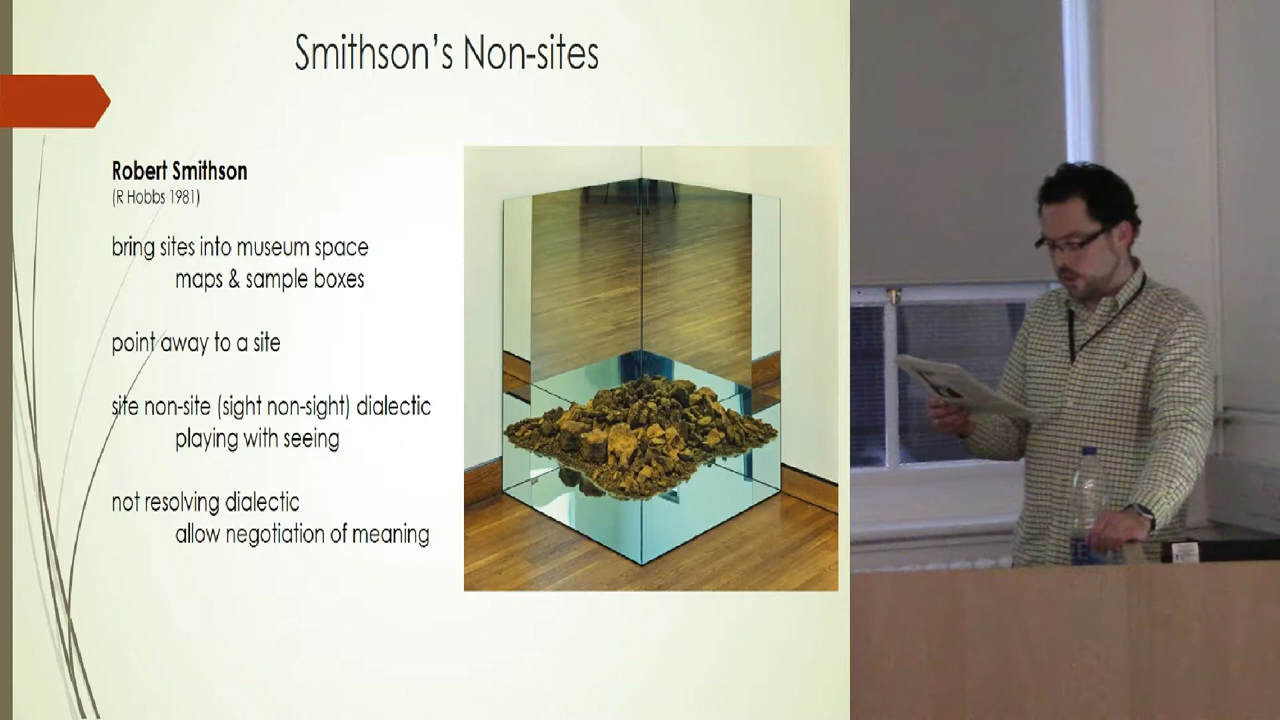 Smithson's Non-sites
Robert Smithson
(R Hobbs 1981)
bring sites into museum space
maps & sample boxes
point away to a site
site non-site (sight non-sight) dialectic
playing with seeing
not resolving dialectic
allow negotiation of meaning